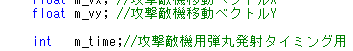 float m_vx; //攻撃敵機移動ベクトルX
float m_vy; //攻撃敵機移動ベクトルY
int m_time;//攻撃敵機用弾丸発射タイミング用